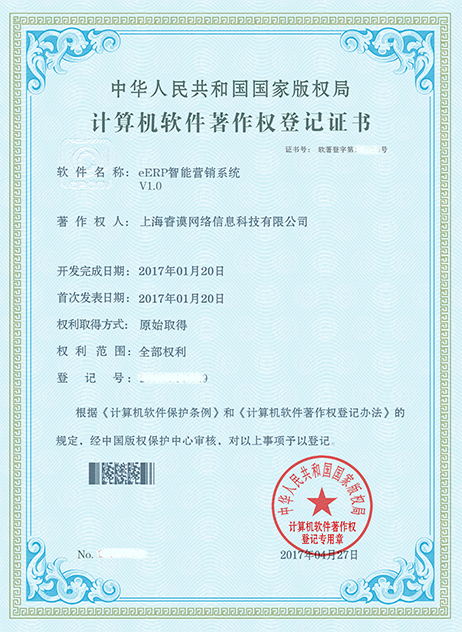 中华人民共和国国家版权局
计算机软件著作权登记证书
证书号： 软著登字第 号
软件名称： eERP智能营销系统
V1.0
著作权人： 上海睿谟网络信息科技有限公司
开发完成日期： 2017年01月20日
首次发表日期： 2017年01月20日
权利取得方式： 原始取得
权利范围： 全部权利
登记号：
根据《计算机软件保护条例》和《计算机软件著作权登记办法》的
规定，经中国版权保护中心审核，对以上事项予以登记。
中华人民共和国国家版权局
计算机软件著作权
登记专用章
No.
2017年04月27日